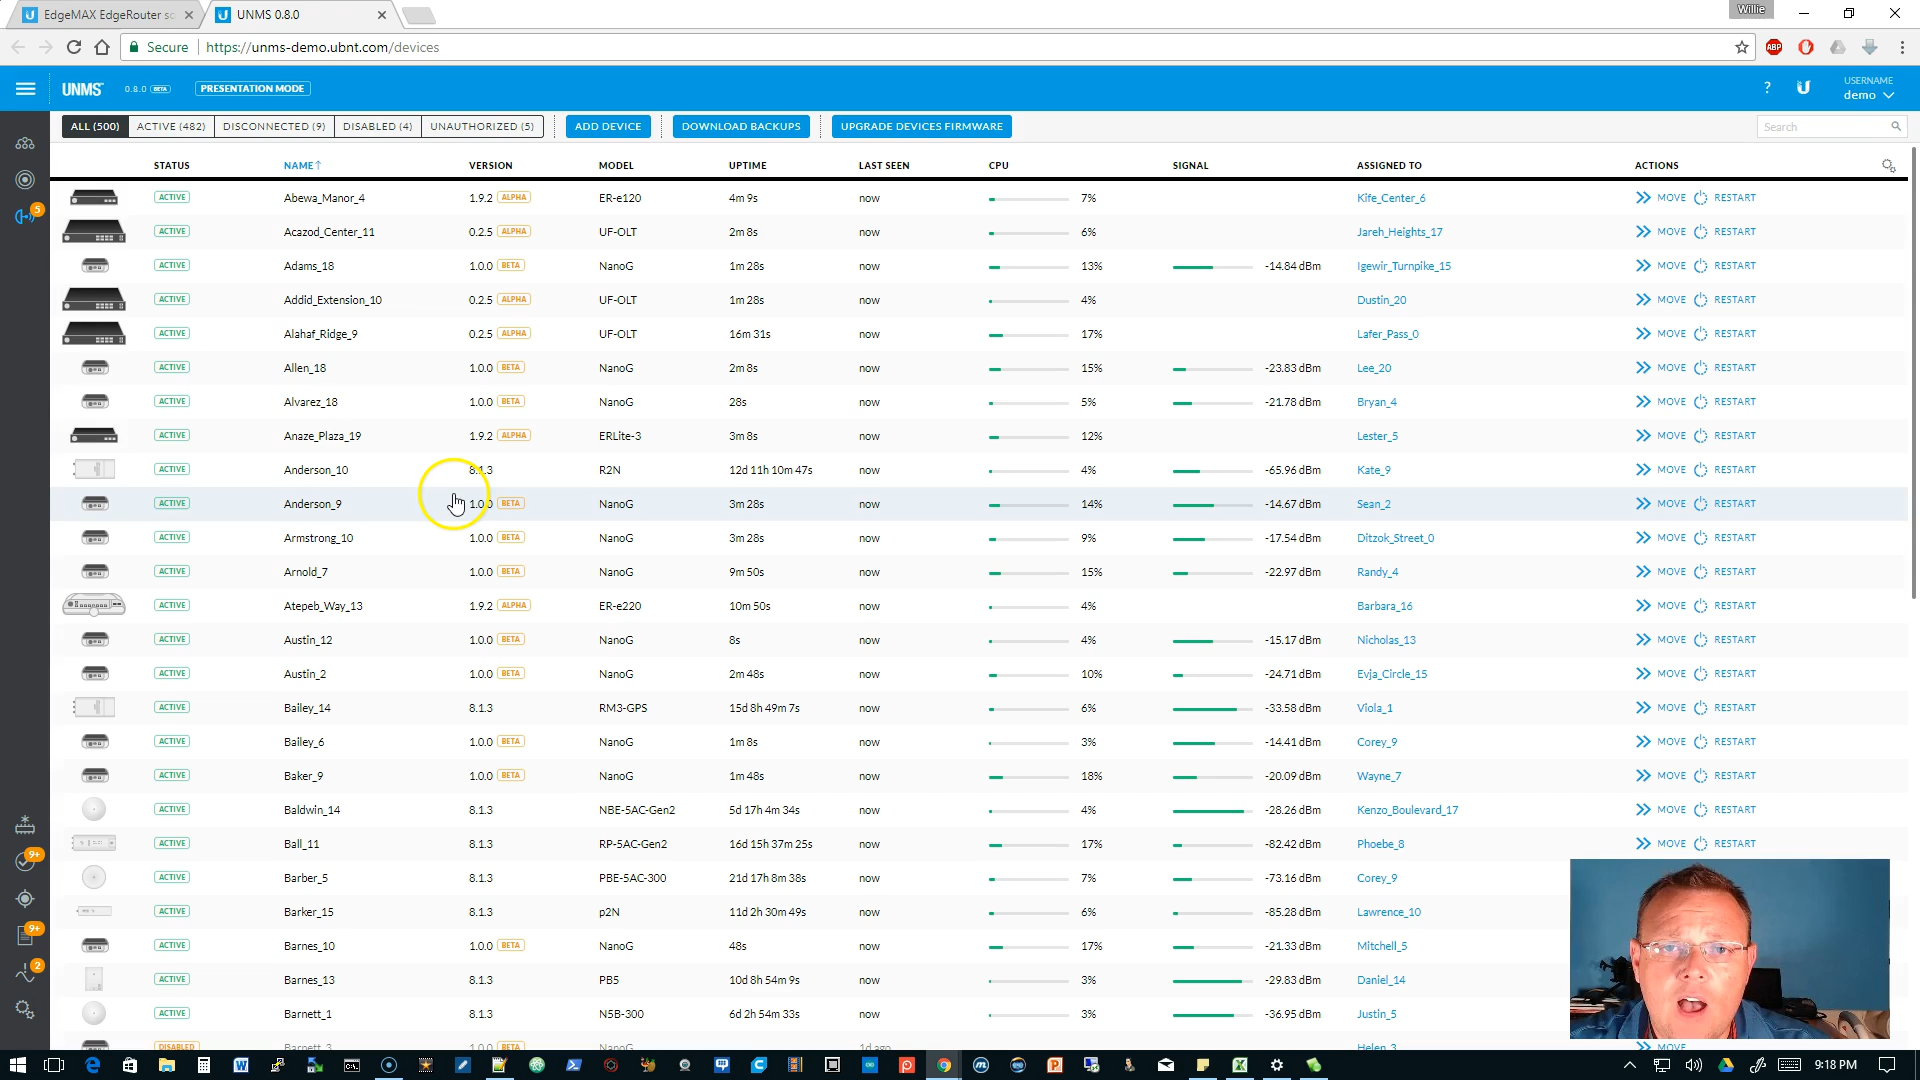 EdgeMAX EdgeRouter sc
UNMS 0.8.0
Willie
Secure
https://unms-demo.ubnt.com/devices
ABP
UNMS 0.8.0 BETA PRESENTATION MODE
? USERNAME
demo
ALL (500) ACTIVE (482) DISCONNECTED (9) DISABLED (4) UNAUTHORIZED (5) ADD DEVICE DOWNLOAD BACKUPS UPGRADE DEVICES FIRMWARE Search
STATUS NAME↑ VERSION MODEL UPTIME LAST SEEN CPU SIGNAL ASSIGNED TO ACTIONS
ACTIVE Abewa_Manor_4 1.9.2 ALPHA ER-e120 4m 9s now 7% Kife_Center_6 MOVE RESTART
5
ACTIVE Acazod_Center_11 0.2.5 ALPHA UF-OLT 2m 8s now 6% Jareh_Heights_17 MOVE RESTART
ACTIVE Adams_18 1.0.0 BETA NanoG 1m 28s now 13% -14.84 dBm Igewir_Turnpike_15 MOVE RESTART
ACTIVE Addid_Extension_10 0.2.5 ALPHA UF-OLT 1m 28s now 4% Dustin_20 MOVE RESTART
ACTIVE Alahaf_Ridge_9 0.2.5 ALPHA UF-OLT 16m 31s now 17% Lafer_Pass_0 MOVE RESTART
ACTIVE Allen_18 1.0.0 BETA NanoG 2m 8s now 15% -23.83 dBm Lee_20 MOVE RESTART
ACTIVE Alvarez_18 1.0.0 BETA NanoG 28s now 5% -21.78 dBm Bryan_4 MOVE RESTART
ACTIVE Anaze_Plaza_19 1.9.2 ALPHA ERLite-3 3m 8s now 12% Lester_5 MOVE RESTART
ACTIVE Anderson_10 8.1.3 R2N 12d 11h 10m 47s now 4% -65.96 dBm Kate_9 MOVE RESTART
ACTIVE Anderson_9 1.0.0 BETA NanoG 3m 28s now 14% -14.67 dBm Sean_2 MOVE RESTART
ACTIVE Armstrong_10 1.0.0 BETA NanoG 3m 28s now 9% -17.54 dBm Ditzok_Street_0 MOVE RESTART
ACTIVE Arnold_7 1.0.0 BETA NanoG 9m 50s now 15% -22.97 dBm Randy_4 MOVE RESTART
ACTIVE Atepeb_Way_13 1.9.2 ALPHA ER-e220 10m 50s now 4% Barbara_16 MOVE RESTART
ACTIVE Austin_12 1.0.0 BETA NanoG 8s now 4% -15.17 dBm Nicholas_13 MOVE RESTART
ACTIVE Austin_2 1.0.0 BETA NanoG 2m 48s now 10% -24.71 dBm Evja_Circle_15 MOVE RESTART
ACTIVE Bailey_14 8.1.3 RM3-GPS 15d 8h 49m 7s now 6% -33.58 dBm Viola_1 MOVE RESTART
ACTIVE Bailey_6 1.0.0 BETA NanoG 1m 8s now 3% -14.41 dBm Corey_9 MOVE RESTART
ACTIVE Baker_9 1.0.0 BETA NanoG 1m 48s now 18% -20.09 dBm Wayne_7 MOVE RESTART
ACTIVE Baldwin_14 8.1.3 NBE-5AC-Gen2 5d 17h 4m 34s now 4% -28.26 dBm Kenzo_Boulevard_17 MOVE RESTART
ACTIVE Ball_11 8.1.3 RP-5AC-Gen2 16d 15h 37m 25s now 17% -82.42 dBm Phoebe_8 MOVE RESTART
9+
ACTIVE Barber_5 8.1.3 PBE-5AC-300 21d 17h 8m 38s now 7% -73.16 dBm Corey_9
ACTIVE Barker_15 8.1.3 p2N 11d 2h 30m 49s now 6% -85.28 dBm Lawrence_10
9+
ACTIVE Barnes_10 1.0.0 BETA NanoG 48s now 17% -21.33 dBm Mitchell_5
2
ACTIVE Barnes_13 8.1.3 PB5 10d 8h 54m 9s now 3% -29.83 dBm Daniel_14
ACTIVE Barnett_1 8.1.3 N5B-300 6d 2h 54m 33s now 3% -36.95 dBm Justin_5
DISABLED Barnett_3 1.0.0 BETA NanoG 1d ago Helen_3 MOVE
9:18 PM